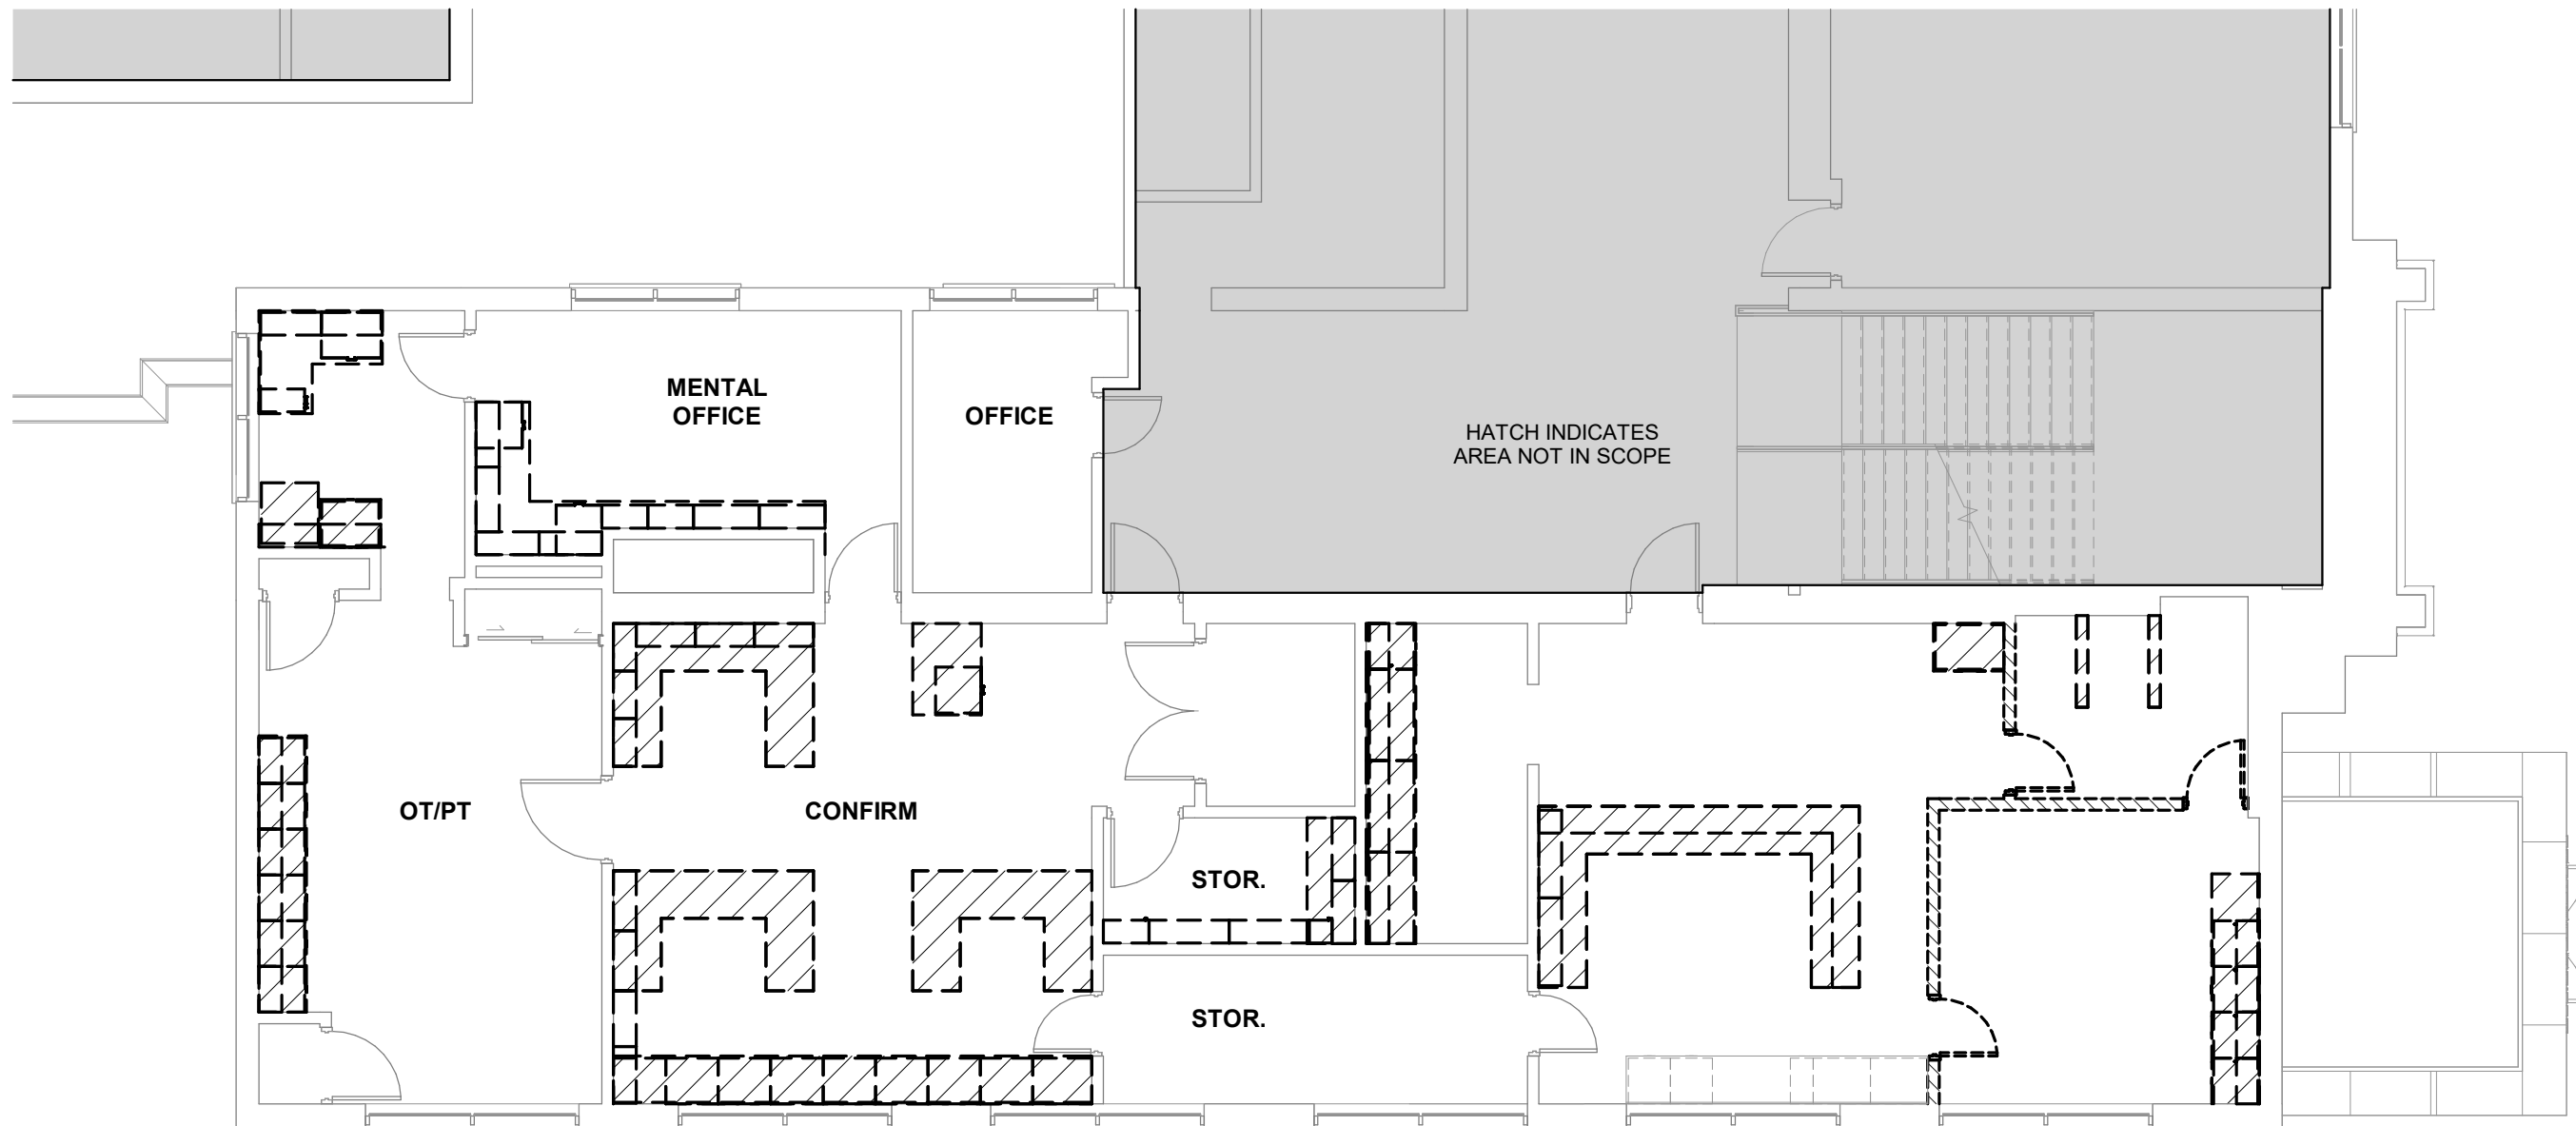 MENTAL
OFFICE
OFFICE
HATCH INDICATES
AREA NOT IN SCOPE
OT/PT
CONFIRM
STOR.
STOR.